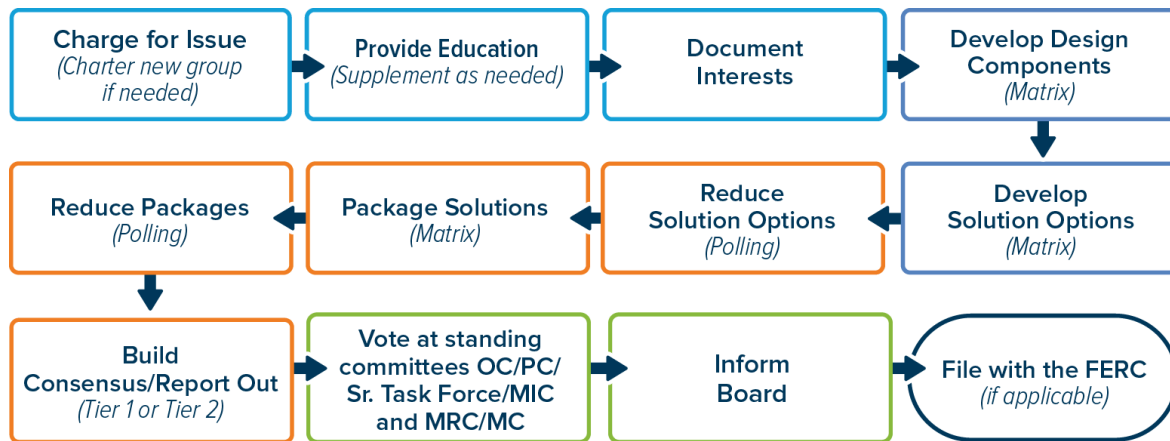 Charge for Issue
(Charter new group
if needed)
Provide Education
(Supplement as needed)
Document
Interests
Develop Design
Components
(Matrix)
Develop
Solution Options
(Matrix)
Reduce
Solution Options
(Polling)
Package Solutions
(Matrix)
Reduce Packages
(Polling)
Build
Consensus/Report Out
(Tier 1 or Tier 2)
Vote at standing
committees OC/PC/
Sr. Task Force/MIC
and MRC/MC
Inform
Board
File with the FERC
(if applicable)